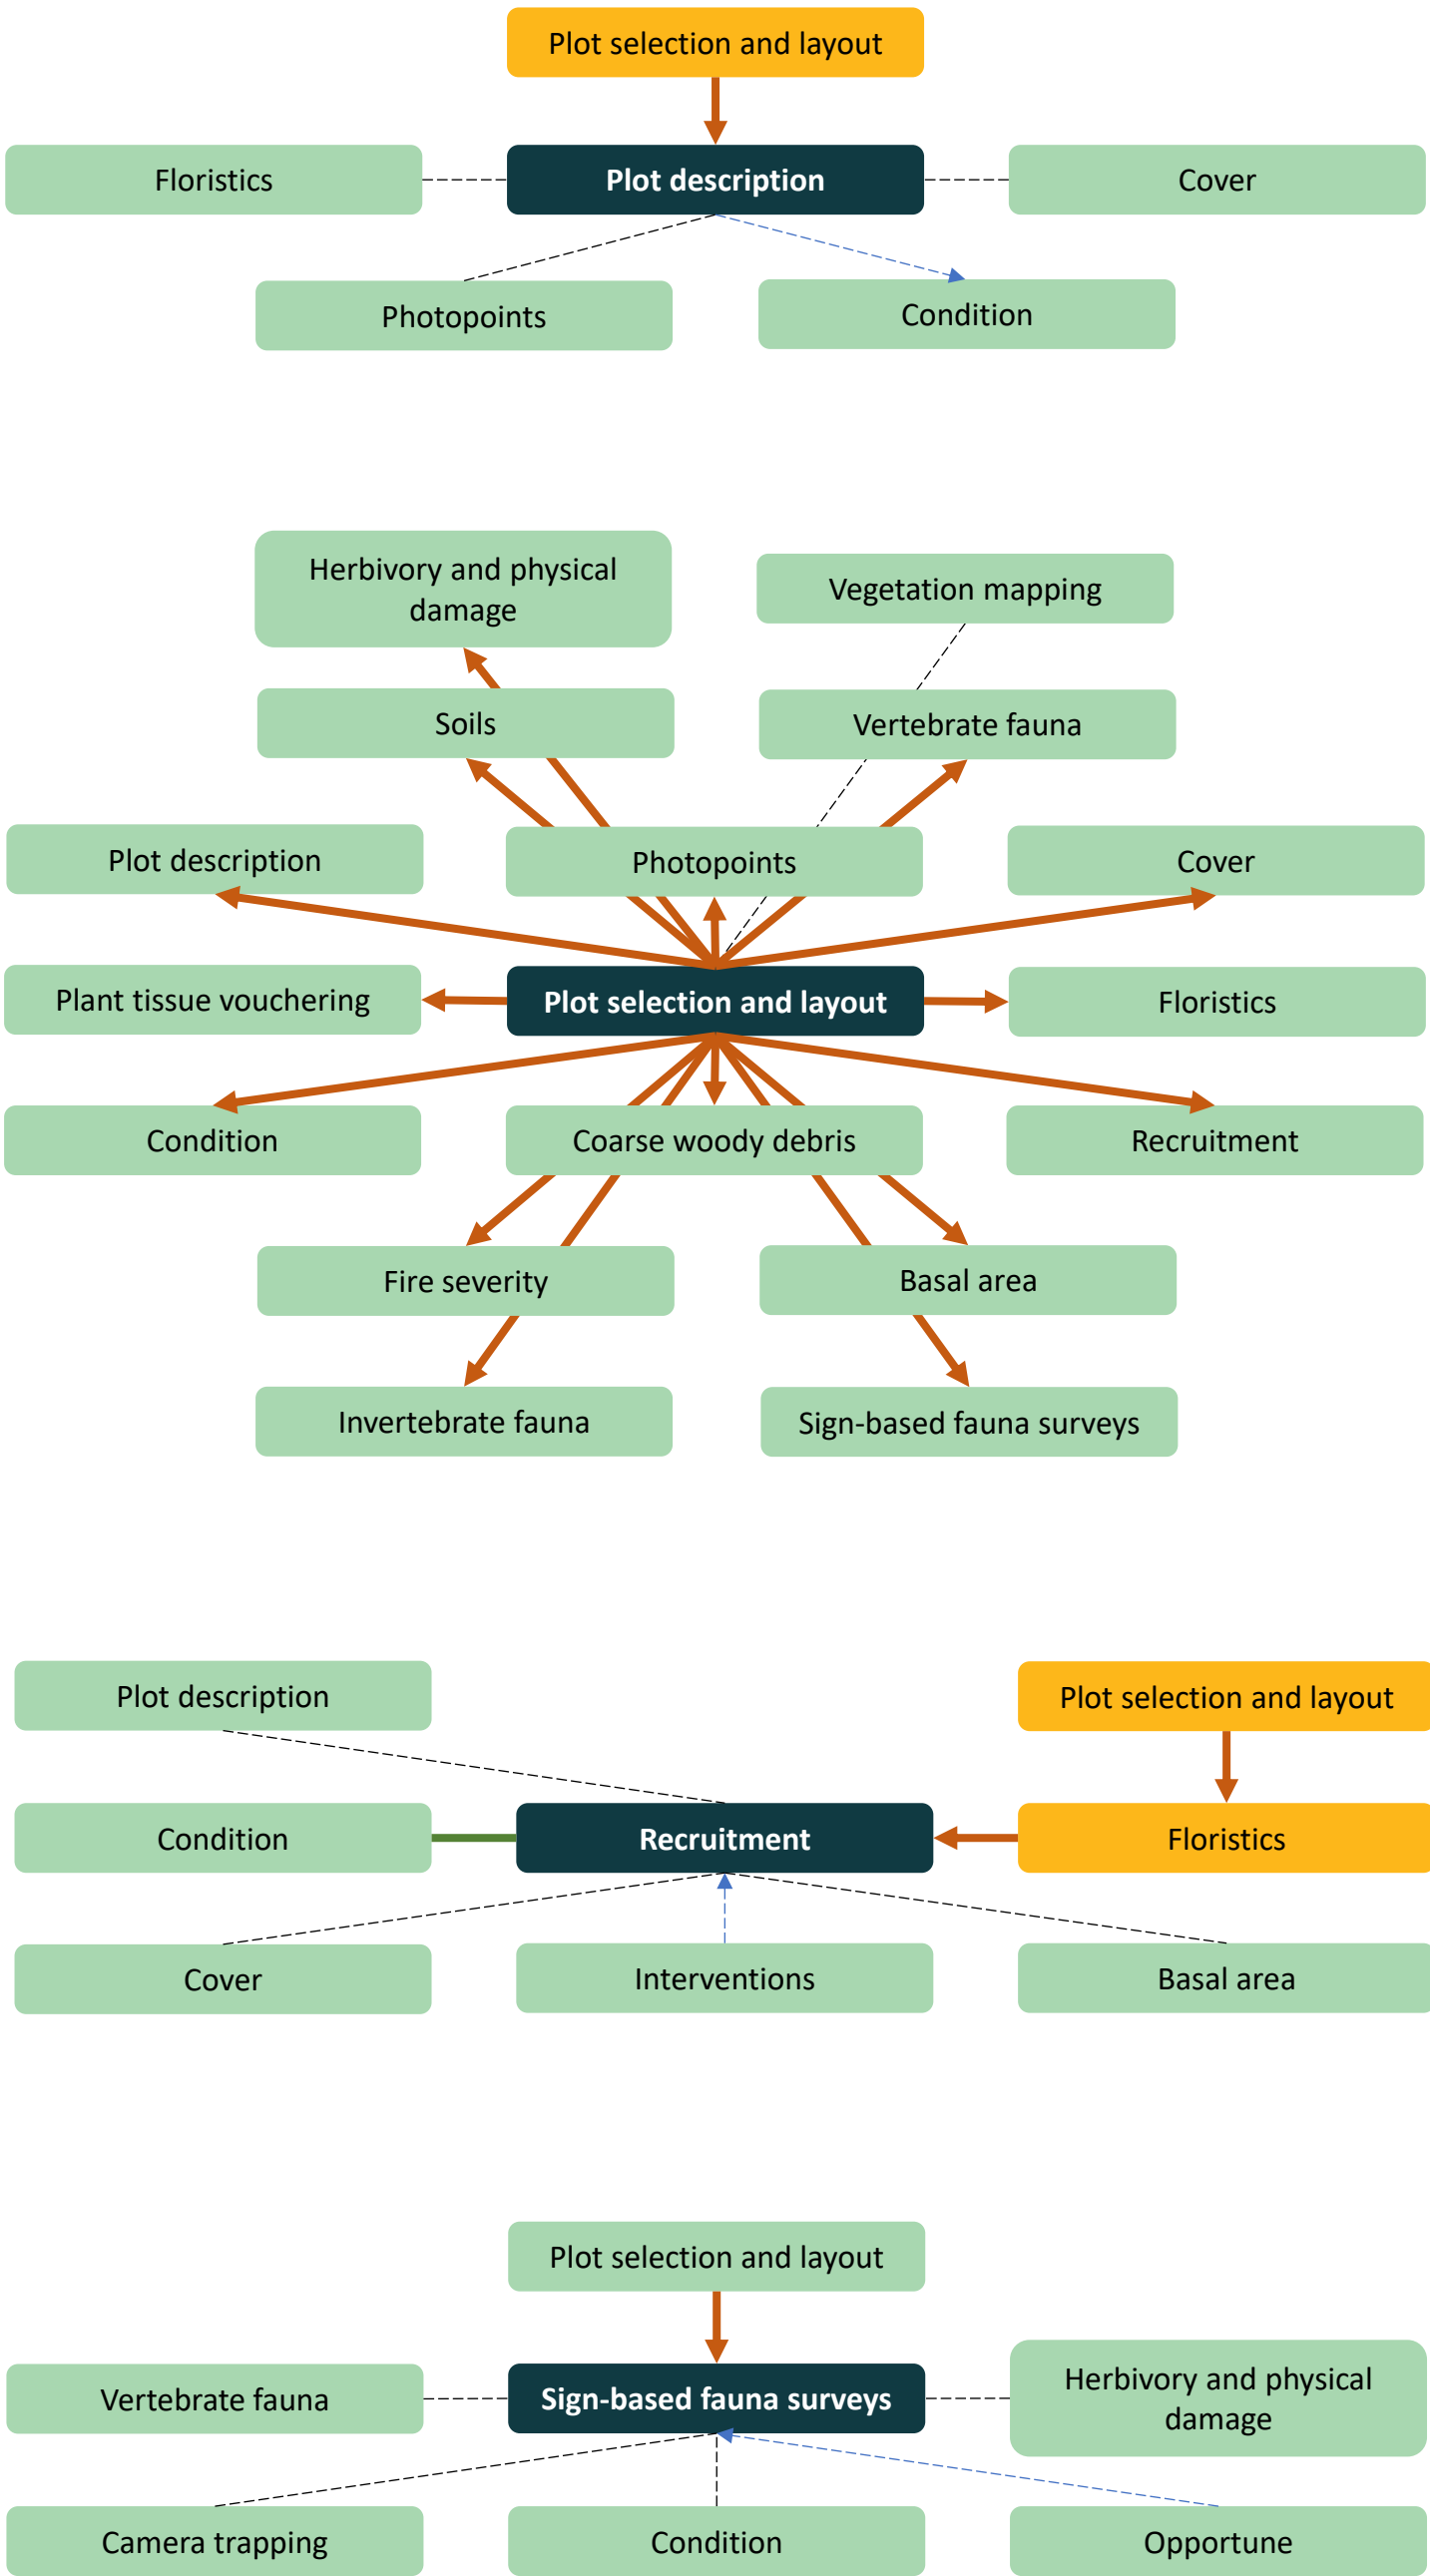 Plot selection and layout
Floristics
Plot description
Cover
Photopoints
Condition
Herbivory and physical
damage
Vegetation mapping
Soils
Vertebrate fauna
Plot description
Photopoints
Cover
Plant tissue vouchering
Plot selection and layout
Floristics
Condition
Coarse woody debris
Recruitment
Fire severity
Basal area
Invertebrate fauna
Sign-based fauna surveys
Plot description
Plot selection and layout
Condition
Recruitment
Floristics
Cover
Interventions
Basal area
Plot selection and layout
Vertebrate fauna
Sign-based fauna surveys
Herbivory and physical
damage
Camera trapping
Condition
Opportune